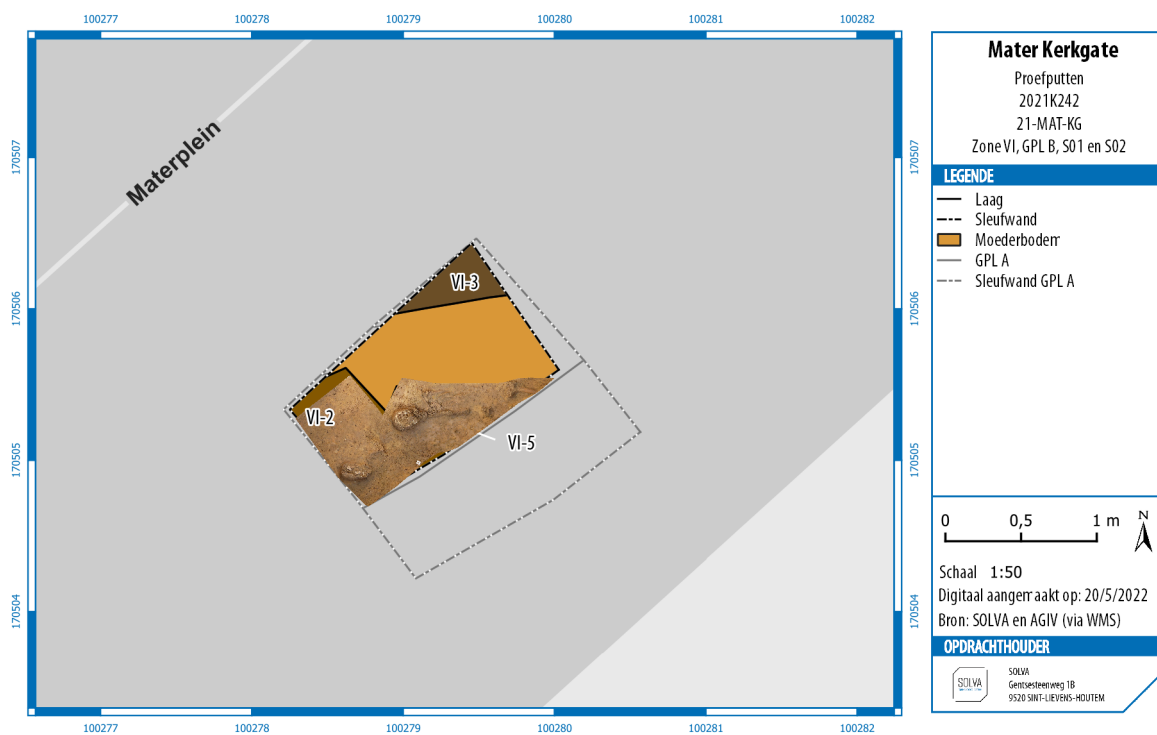 100277 100278 100279 100280 100281 100282
170507
170506
170505
170504
170507
170506
170505
170504
Materplein
VI-3
VI-2
VI-5
100277 100278 100279 100280 100281 100282
Mater Kerkgate
Proefputten
2021K242
21-MAT-KG
Zone VI, GPL B, S01 en S02
LEGENDE
Laag
Sleufwand
Moederbodem
GPL A
Sleufwand GPL A
0 0,5 1 m
N
Schaal 1:50
Digitaal aangemaakt op: 20/5/2022
Bron: SOLVA en AGIV (via WMS)
OPDRACHTHOUDER
SOLVA
SOLVA
Gentsesteenweg 1B
9520 SINT-LIEVENS-HOUTEM